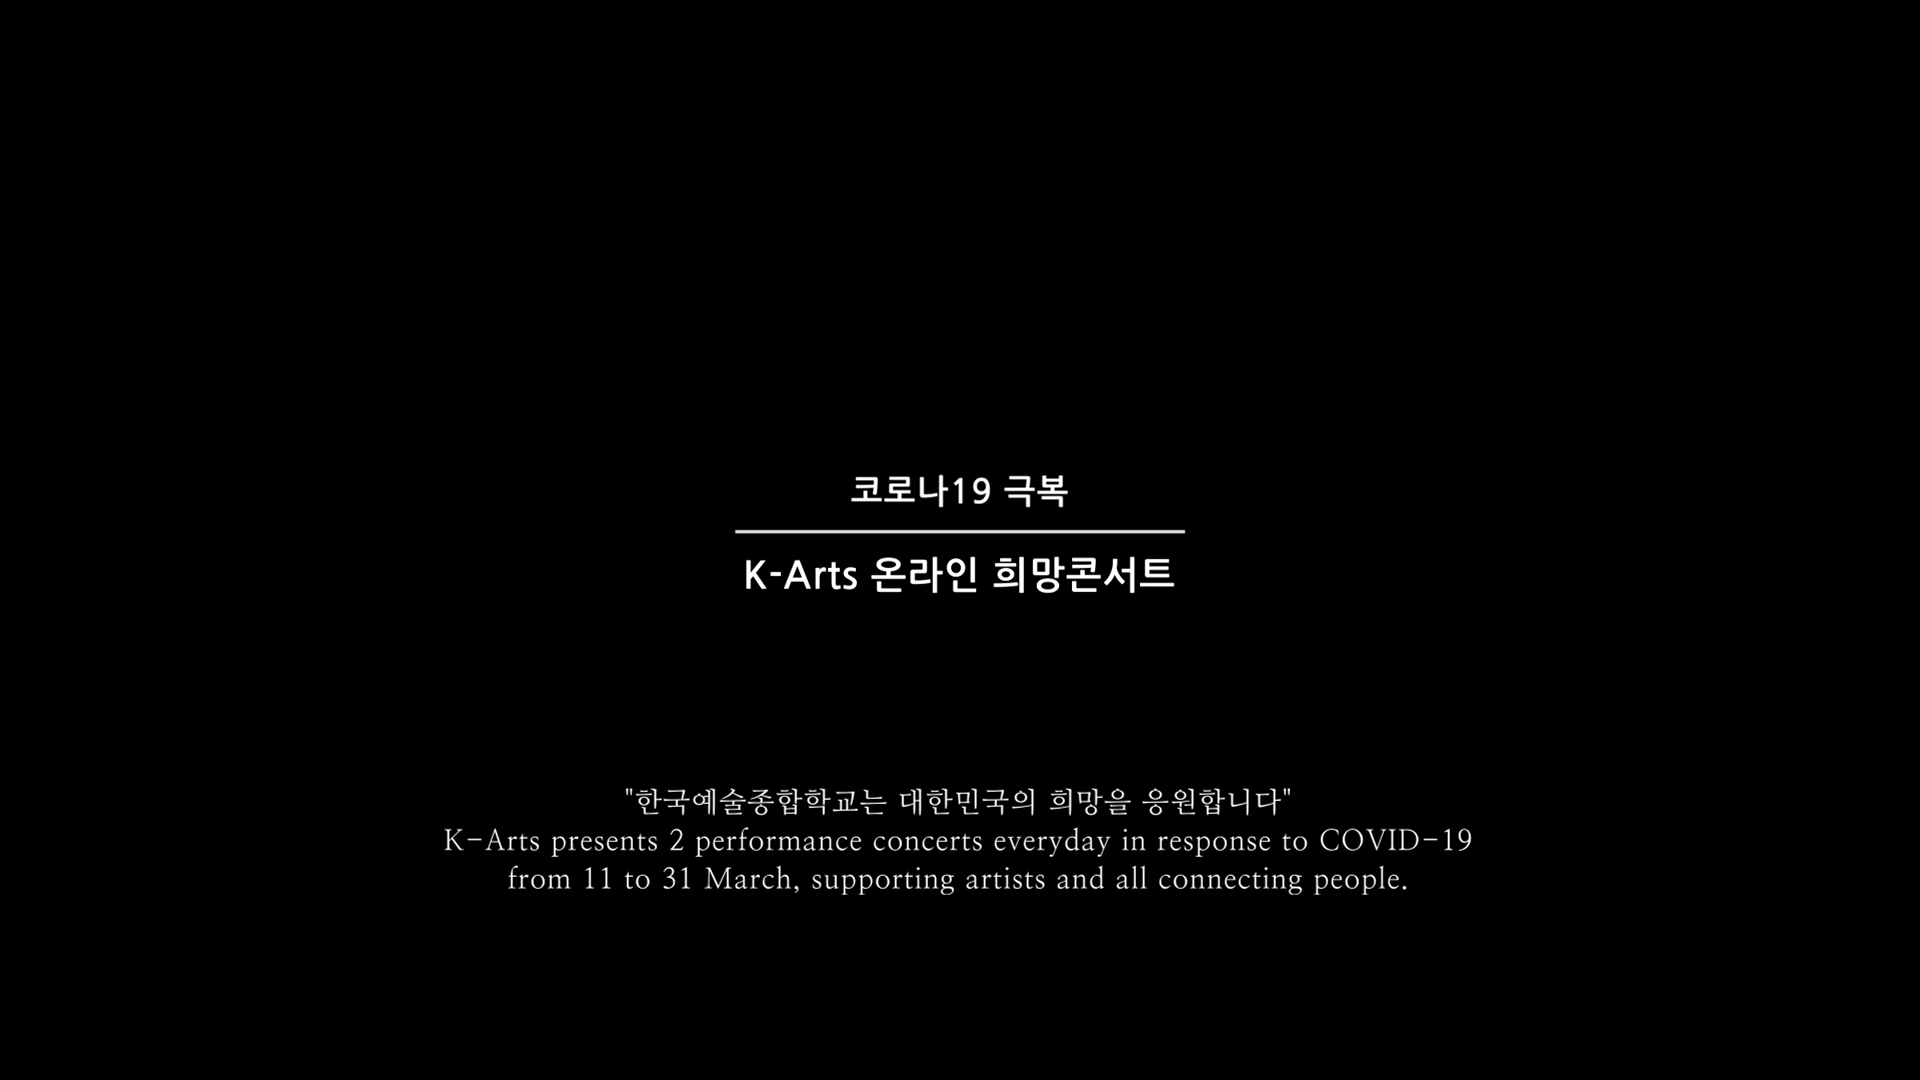 코로나19 극복
K-Arts 온라인 희망콘서트
"한국예술종합학교는 대한민국의 희망을 응원합니다"
K-Arts presents 2 performance concerts everyday in response to COVID-19
from 11 to 31 March, supporting artists and all connecting people.